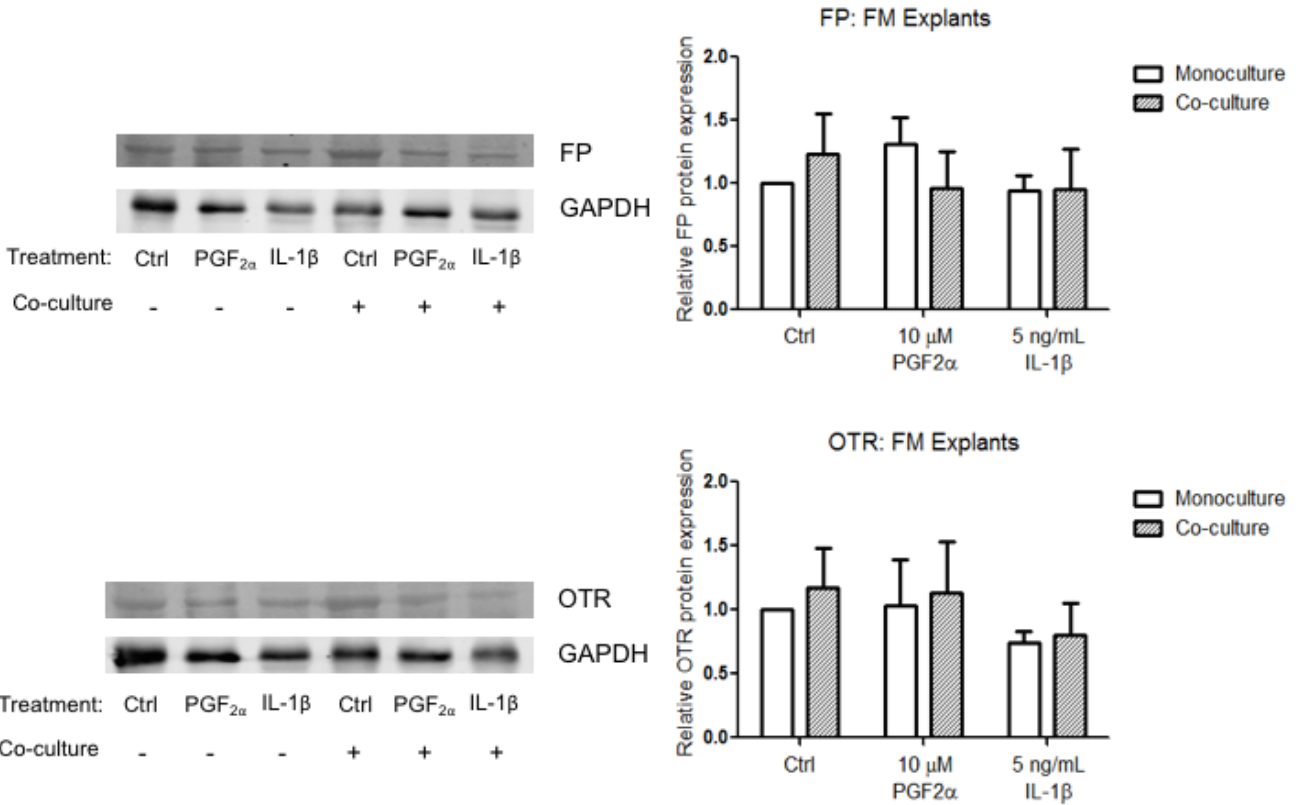 FP
GAPDH
Treatment: Ctrl PGF2α IL-1β Ctrl PGF2α IL-1β
Co-culture - - - + + +
FP: FM Explants
Relative FP protein expression
2.0
1.5
1.0
0.5
0.0
Ctrl 10 μM PGF2α 5 ng/mL IL-1β
Monoculture
Co-culture
OTR
GAPDH
Treatment: Ctrl PGF2α IL-1β Ctrl PGF2α IL-1β
Co-culture - - - + + +
OTR: FM Explants
Relative OTR protein expression
2.0
1.5
1.0
0.5
0.0
Ctrl 10 μM PGF2α 5 ng/mL IL-1β
Monoculture
Co-culture